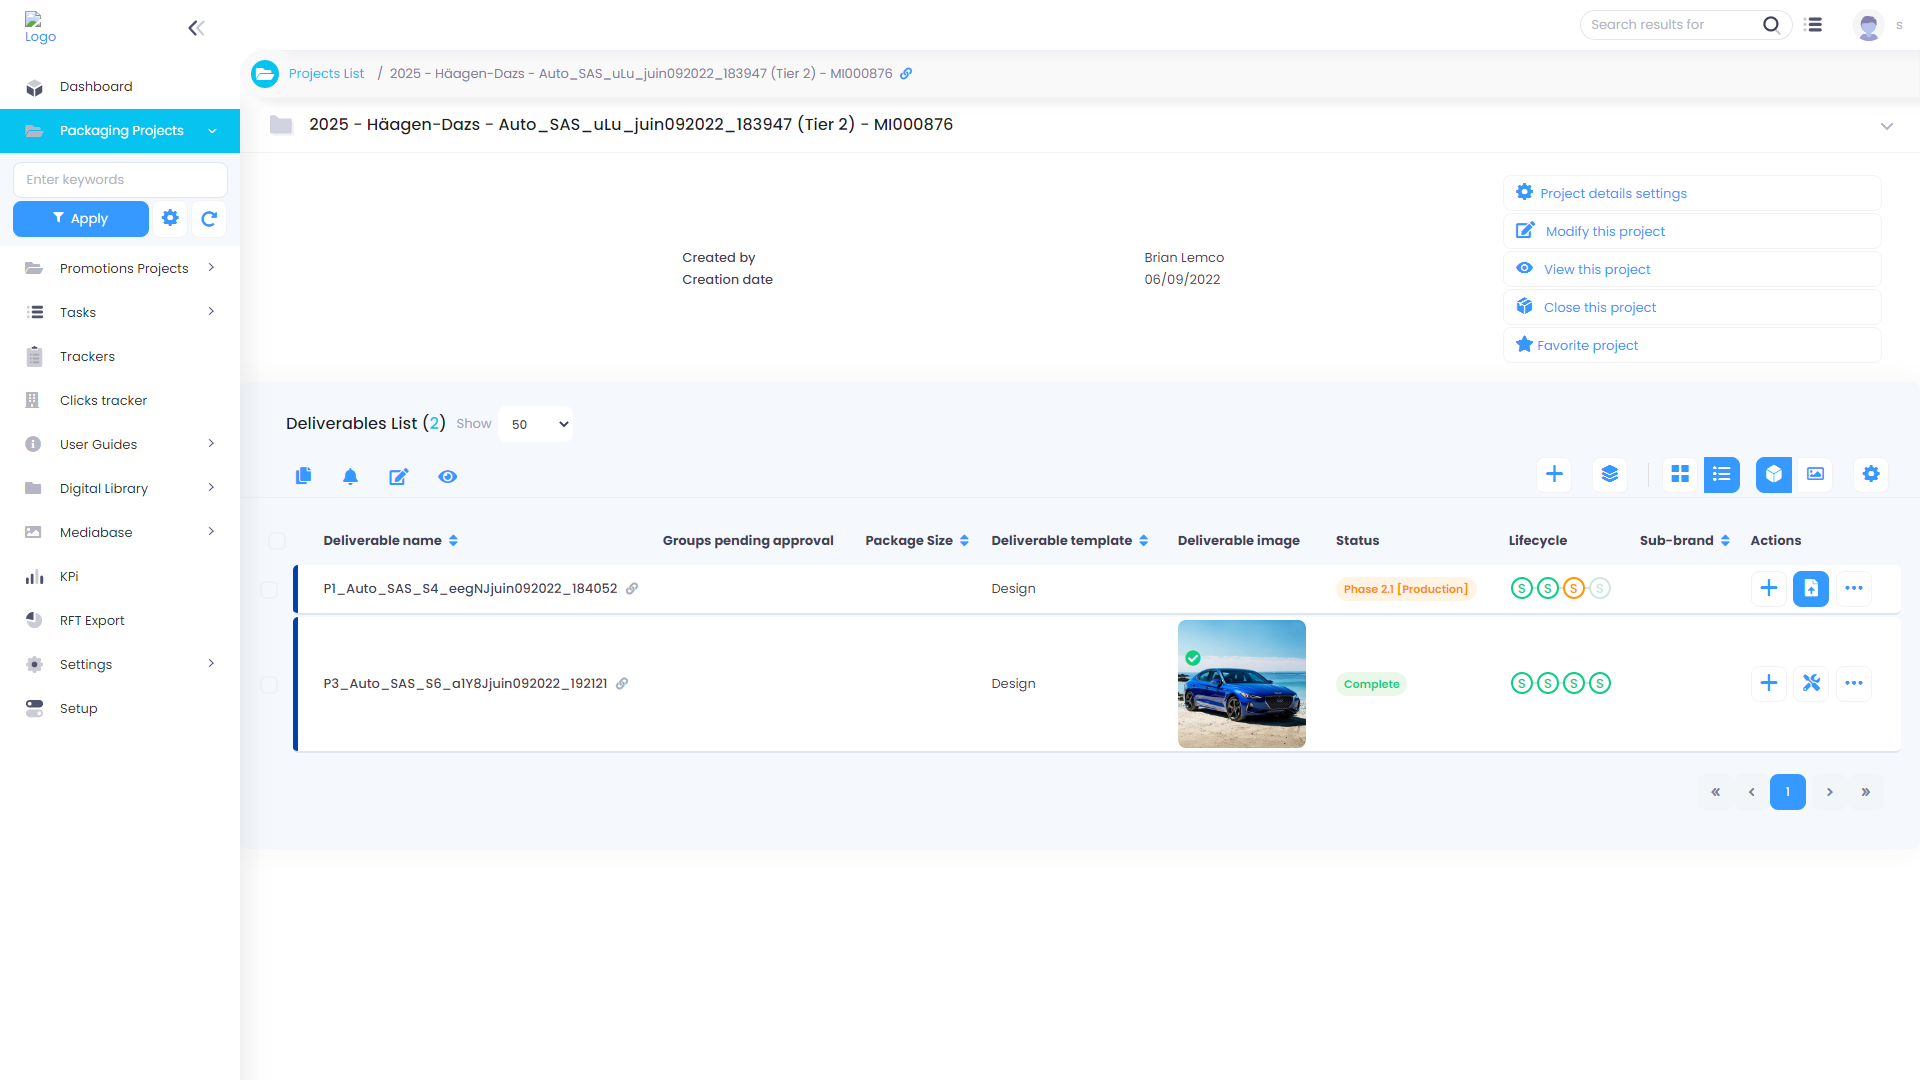 Logo
Search results for
s
Dashboard
Packaging Projects
Enter keywords
Apply
Promotions Projects
Tasks
Trackers
Clicks tracker
User Guides
Digital Library
Mediabase
KPi
RFT Export
Settings
Setup
Projects List / 2025 - Häagen-Dazs - Auto_SAS_uLu_juin092022_183947 (Tier 2) - MI000876
2025 - Häagen-Dazs - Auto_SAS_uLu_juin092022_183947 (Tier 2) - MI000876
Created by Brian Lemco
Creation date 06/09/2022
Project details settings
Modify this project
View this project
Close this project
Favorite project
Deliverables List (2) Show 50
Deliverable name Groups pending approval Package Size Deliverable template Deliverable image Status Lifecycle Sub-brand Actions
P1_Auto_SAS_S4_eegNJjuin092022_184052 Design Phase 2.1 [Production] S S S S
P3_Auto_SAS_S6_a1Y8Jjuin092022_192121 Design Complete S S S S
« ‹ 1 › »